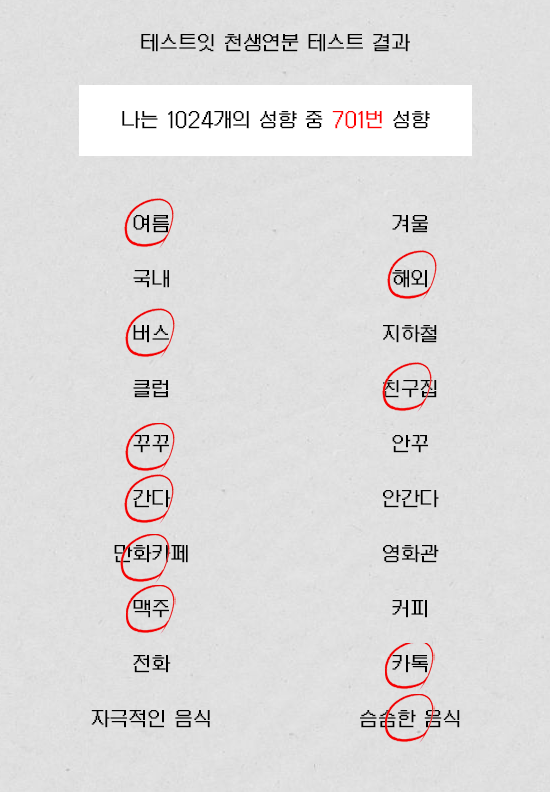 테스트잇 천생연분 테스트 결과
나는 1024개의 성향 중 701번 성향
여름 겨울
국내 해외
버스 지하철
클럽 친구집
꾸꾸 안꾸
간다 안간다
만화카페 영화관
맥주 커피
전화 카톡
자극적인 음식 슴슴한 음식